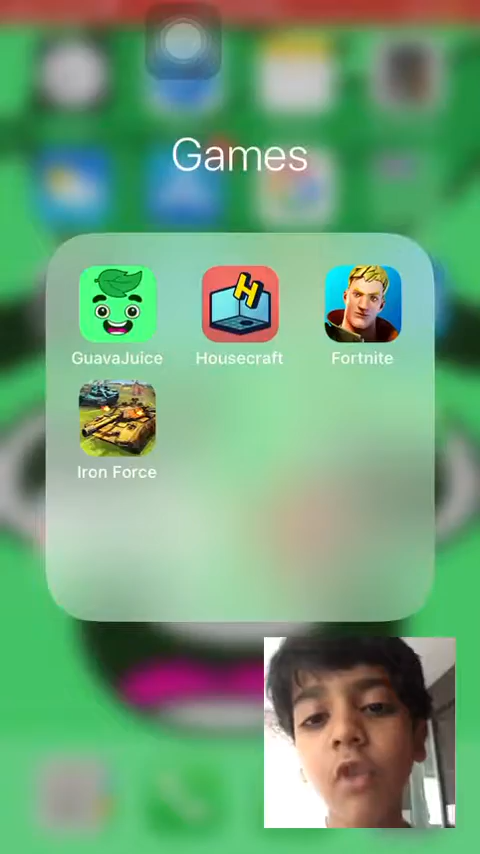 Games
GuavaJuice
Housecraft
Fortnite
Iron Force
H